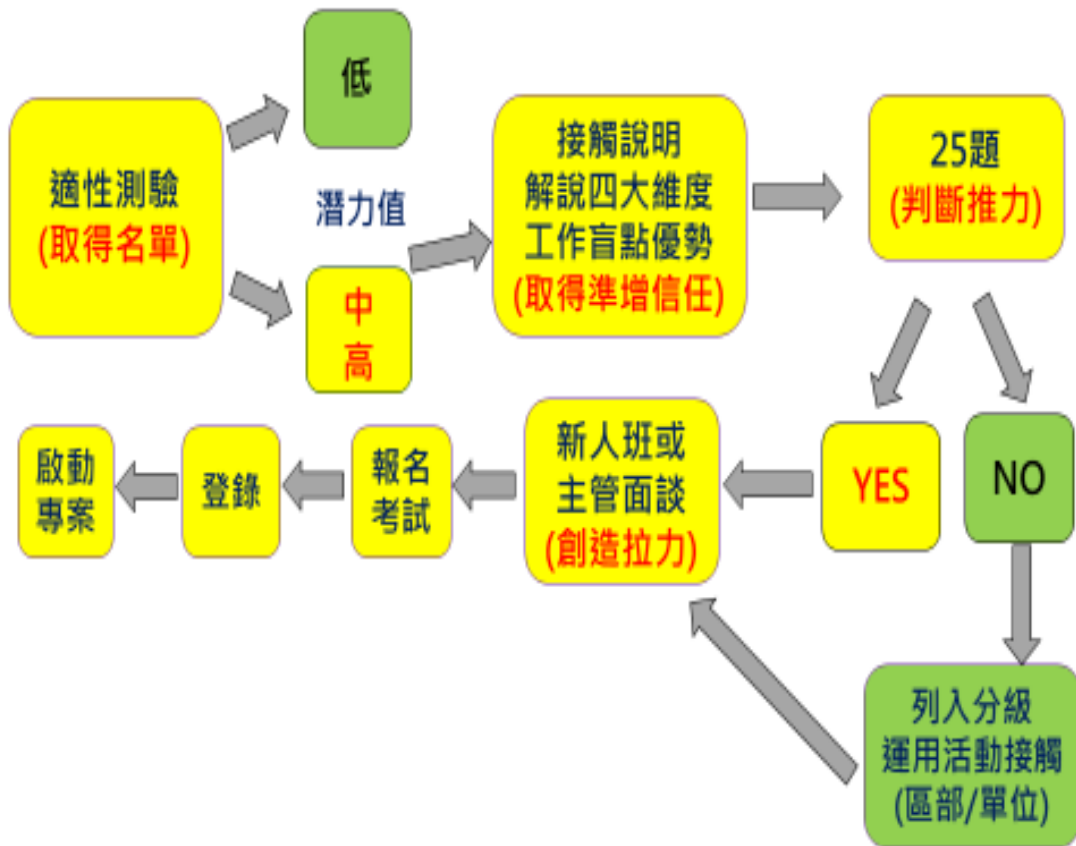 適性測驗
(取得名單)
低
潛力值
中
高
接觸說明
解說四大維度
工作盲點優勢
(取得準增信任)
25題
(判斷推力)
YES
NO
新人班或
主管面談
(創造拉力)
報名
考試
登錄
啟動
專案
列入分級
運用活動接觸
(區部/單位)